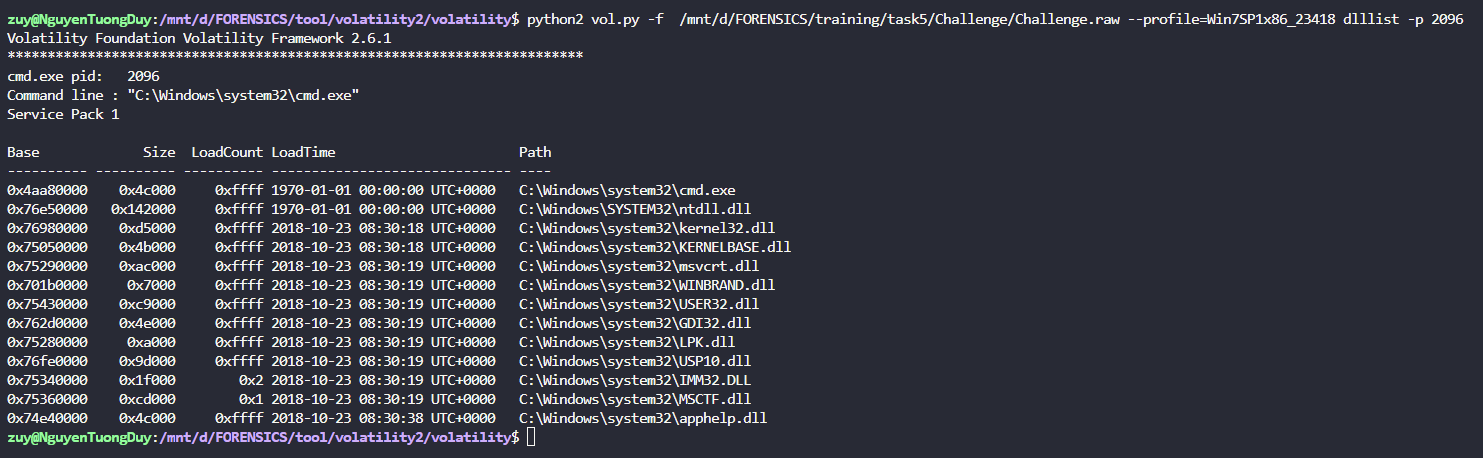 zuy@NguyenTuongDuy:/mnt/d/FORENSICS/tool/volatility2/volatility$ python2 vol.py -f  /mnt/d/FORENSICS/training/task5/Challenge/Challenge.raw --profile=Win7SP1x86_23418 dlllist -p 2096
Volatility Foundation Volatility Framework 2.6.1
************************************************************************
cmd.exe pid:   2096
Command line : "C:\Windows\system32\cmd.exe"
Service Pack 1
Base             Size  LoadCount LoadTime                       Path
---------- ---------- ---------- ------------------------------ ----
0x4aa80000    0x4c000     0xffff 1970-01-01 00:00:00 UTC+0000   C:\Windows\system32\cmd.exe
0x76e50000   0x142000     0xffff 1970-01-01 00:00:00 UTC+0000   C:\Windows\SYSTEM32\ntdll.dll
0x76980000    0xd5000     0xffff 2018-10-23 08:30:18 UTC+0000   C:\Windows\system32\kernel32.dll
0x75050000    0x4b000     0xffff 2018-10-23 08:30:18 UTC+0000   C:\Windows\system32\KERNELBASE.dll
0x75290000    0xac000     0xffff 2018-10-23 08:30:19 UTC+0000   C:\Windows\system32\msvcrt.dll
0x701b0000     0x7000     0xffff 2018-10-23 08:30:19 UTC+0000   C:\Windows\system32\WINBRAND.dll
0x75430000    0xc9000     0xffff 2018-10-23 08:30:19 UTC+0000   C:\Windows\system32\USER32.dll
0x762d0000    0x4e000     0xffff 2018-10-23 08:30:19 UTC+0000   C:\Windows\system32\GDI32.dll
0x75280000     0xa000     0xffff 2018-10-23 08:30:19 UTC+0000   C:\Windows\system32\LPK.dll
0x76fe0000    0x9d000     0xffff 2018-10-23 08:30:19 UTC+0000   C:\Windows\system32\USP10.dll
0x75340000    0x1f000        0x2 2018-10-23 08:30:19 UTC+0000   C:\Windows\system32\IMM32.DLL
0x75360000    0xcd000        0x1 2018-10-23 08:30:19 UTC+0000   C:\Windows\system32\MSCTF.dll
0x74e40000    0x4c000     0xffff 2018-10-23 08:30:38 UTC+0000   C:\Windows\system32\apphelp.dll
zuy@NguyenTuongDuy:/mnt/d/FORENSICS/tool/volatility2/volatility$